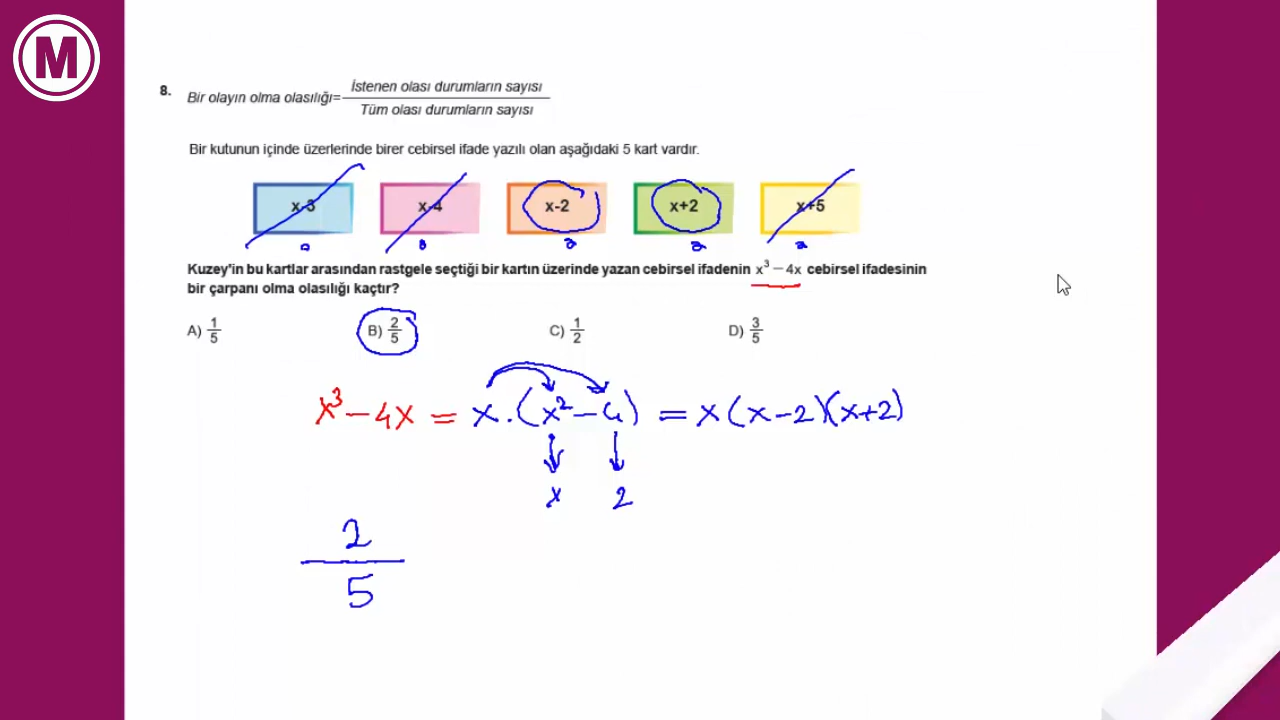 M
8. Bir olayın olma olasılığı= İstenen olası durumların sayısı / Tüm olası durumların sayısı
Bir kutunun içinde üzerlerinde birer cebirsel ifade yazılı olan aşağıdaki 5 kart vardır.
x-3 x-4 x-2 x+2 x+5
Kuzey'in bu kartlar arasından rastgele seçtiği bir kartın üzerinde yazan cebirsel ifadenin x³ – 4x cebirsel ifadesinin
bir çarpanı olma olasılığı kaçtır?
A) 1/5 B) 2/5 C) 1/2 D) 3/5
x³ – 4x = x . (x² – 4) = x (x – 2)(x+2)
x 2
2
5